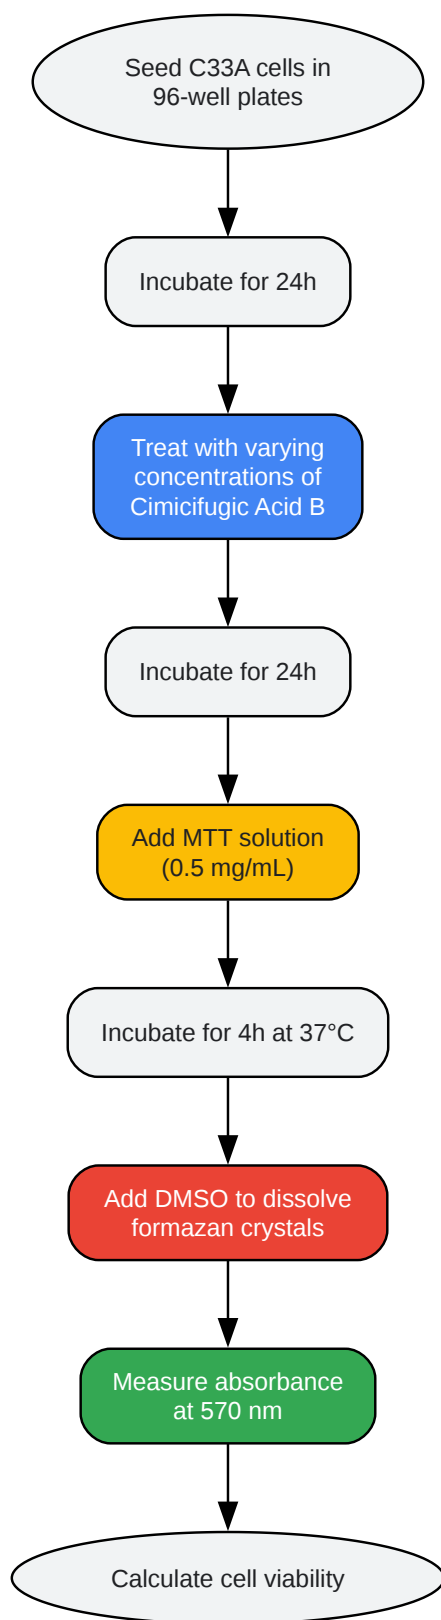 Seed C33A cells in
96-well plates
Incubate for 24h
Treat with varying
concentrations of
Cimicifugic Acid B
Incubate for 24h
Add MTT solution
(0.5 mg/mL)
Incubate for 4h at 37°C
Add DMSO to dissolve
formazan crystals
Measure absorbance
at 570 nm
Calculate cell viability